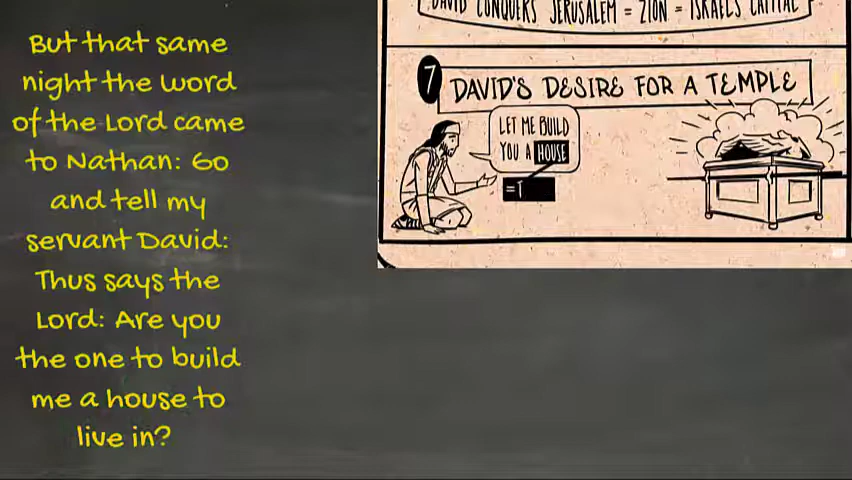 But that same
night the word
of the Lord came
to Nathan: Go
and tell my
servant David:
Thus says the
Lord: Are you
the one to build
me a house to
live in?
DAVID CONQUERS JERUSALEM = ZION = ISRAEL'S CAPITAL
7 DAVID'S DESIRE FOR A TEMPLE
LET ME BUILD
YOU A HOUSE
=T